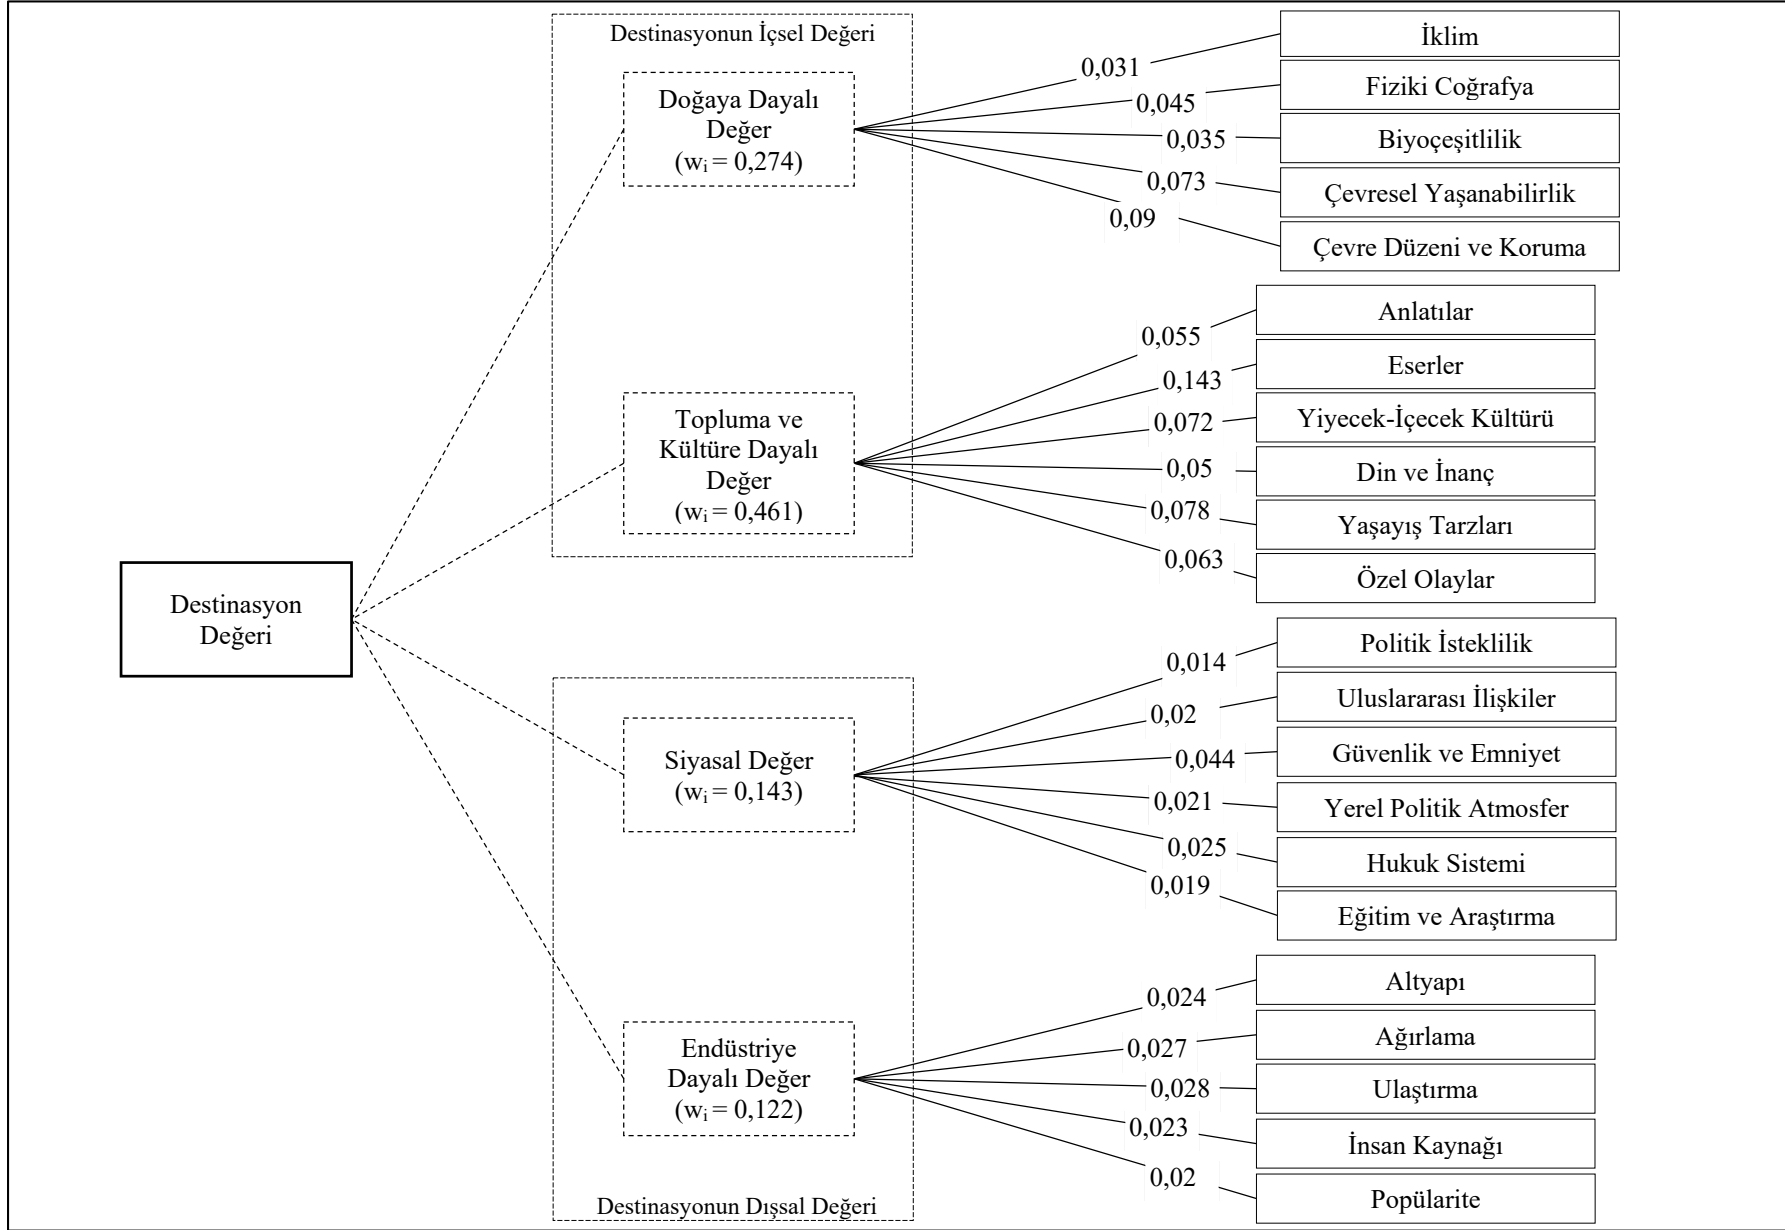 Destinasyonun İçsel Değeri
Doğaya Dayalı
Değer
(wi = 0,274)
0,031
İklim
0,045
Fiziki Coğrafya
0,035
Biyoçeşitlilik
0,073
Çevresel Yaşanabilirlik
0,09
Çevre Düzeni ve Koruma
Topluma ve
Kültüre Dayalı
Değer
(wi = 0,461)
0,055
Anlatılar
0,143
Eserler
0,072
Yiyecek-İçecek Kültürü
0,05
Din ve İnanç
0,078
Yaşayış Tarzları
0,063
Özel Olaylar
Destinasyon
Değeri
Siyasal Değer
(wi = 0,143)
0,014
Politik İsteklilik
0,02
Uluslararası İlişkiler
0,044
Güvenlik ve Emniyet
0,021
Yerel Politik Atmosfer
0,025
Hukuk Sistemi
0,019
Eğitim ve Araştırma
Endüstriye
Dayalı Değer
(wi = 0,122)
0,024
Altyapı
0,027
Ağırlama
0,028
Ulaştırma
0,023
İnsan Kaynağı
0,02
Popülarite
Destinasyonun Dışsal Değeri